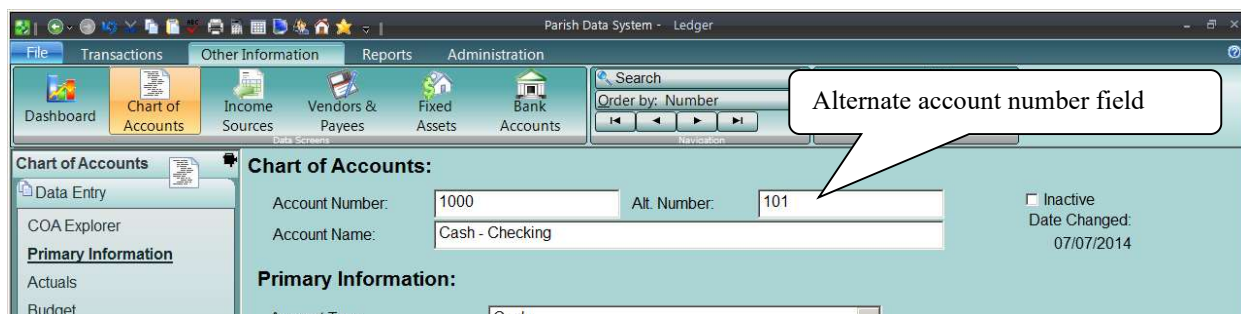 Parish Data System - Ledger
File Transactions Other Information Reports Administration
Dashboard
Chart of Accounts
Income Sources
Vendors & Payees
Fixed Assets
Bank Accounts
Data Screens
Search
Order by: Number
Navigation
Alternate account number field
Chart of Accounts
Data Entry
COA Explorer
Primary Information
Actuals
Budget
Chart of Accounts:
Account Number: 1000 Alt. Number: 101
Account Name: Cash - Checking
Inactive
Date Changed:
07/07/2014
Primary Information: